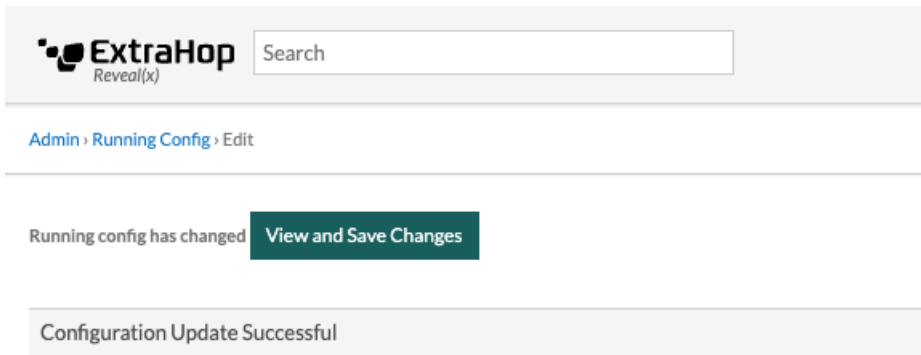 ExtraHop
Reveal(x)
Search
Admin › Running Config › Edit
Running config has changed View and Save Changes
Configuration Update Successful